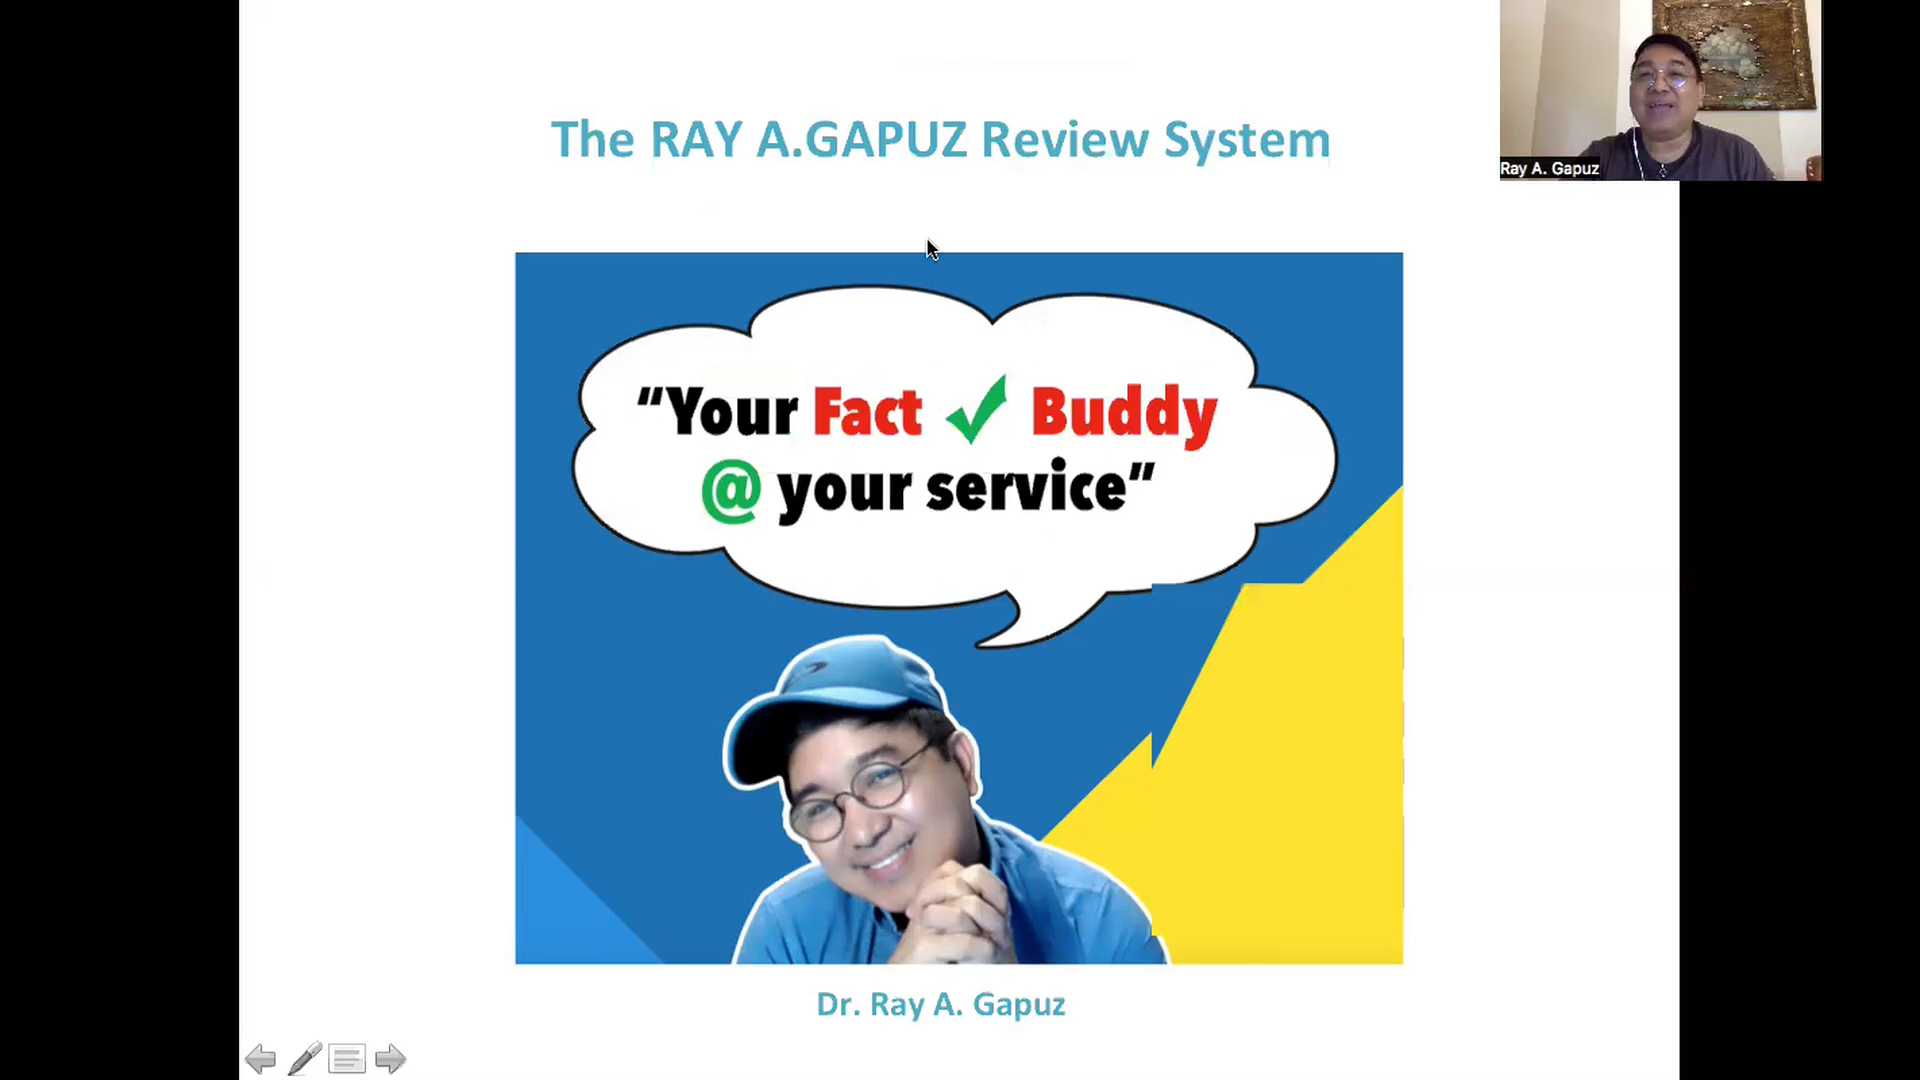 The RAY A.GAPUZ Review System
Ray A. Gapuz
“Your Fact ✓ Buddy
@ your service”
Dr. Ray A. Gapuz